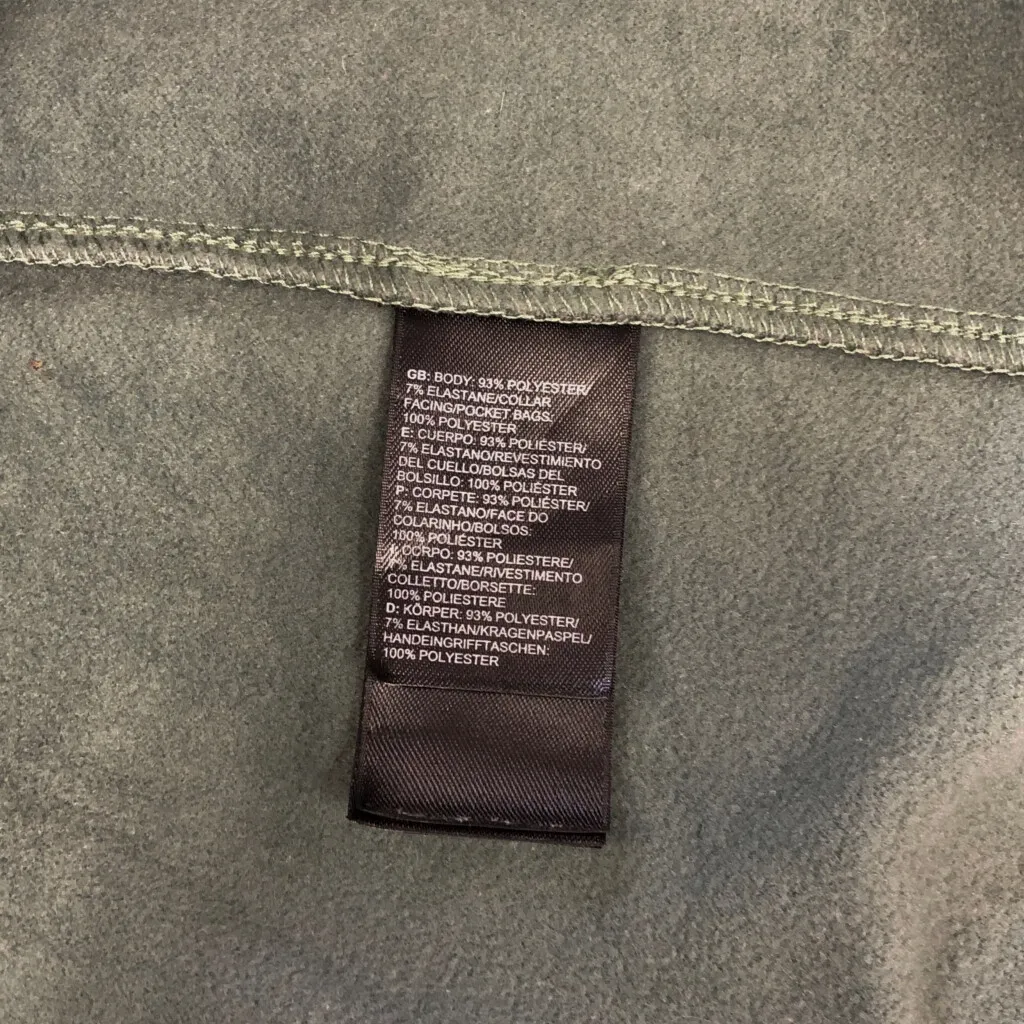 GB: BODY: 93% POLYESTER/
7% ELASTANE/COLLAR
FACING/POCKET BAGS:
100% POLYESTER
E: CUERPO: 93% POLIÉSTER/
7% ELASTANO/REVESTIMIENTO
DEL CUELLO/BOLSAS DEL
BOLSILLO: 100% POLIÉSTER
P: CORPETE: 93% POLIÉSTER/
7% ELASTANO/FACE DO
COLARINHO/BOLSOS:
100% POLIÉSTER
I: CORPO: 93% POLIESTERE/
7% ELASTANE/RIVESTIMENTO
COLLETTO/BORSETTE:
100% POLIESTERE
D: KÖRPER: 93% POLYESTER/
7% ELASTHAN/KRAGENPASPEL/
HANDEINGRIFFTASCHEN:
100% POLYESTER